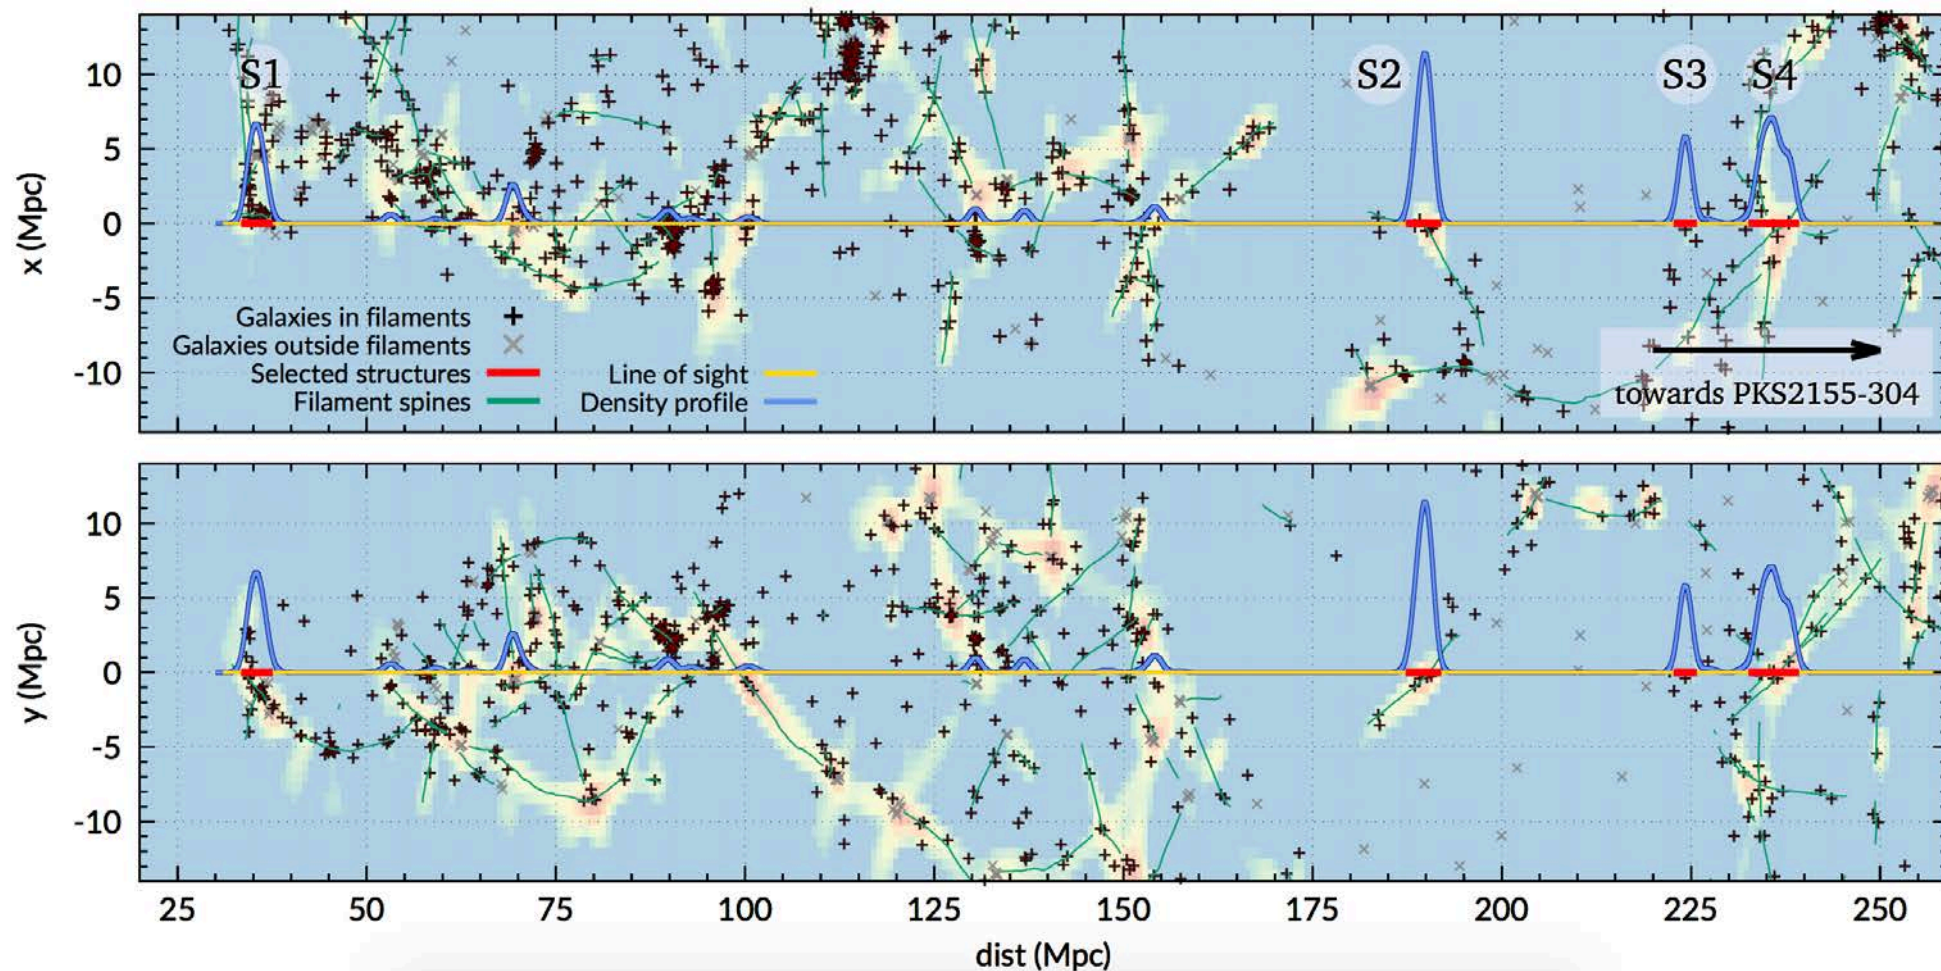 S1
S2
S3
S4
10
5
0
-5
-10
x (Mpc)
Galaxies in filaments
Galaxies outside filaments
Selected structures
Line of sight
Filament spines
Density profile
towards PKS2155-304
10
5
0
-5
-10
y (Mpc)
25 50 75 100 125 150 175 200 225 250
dist (Mpc)